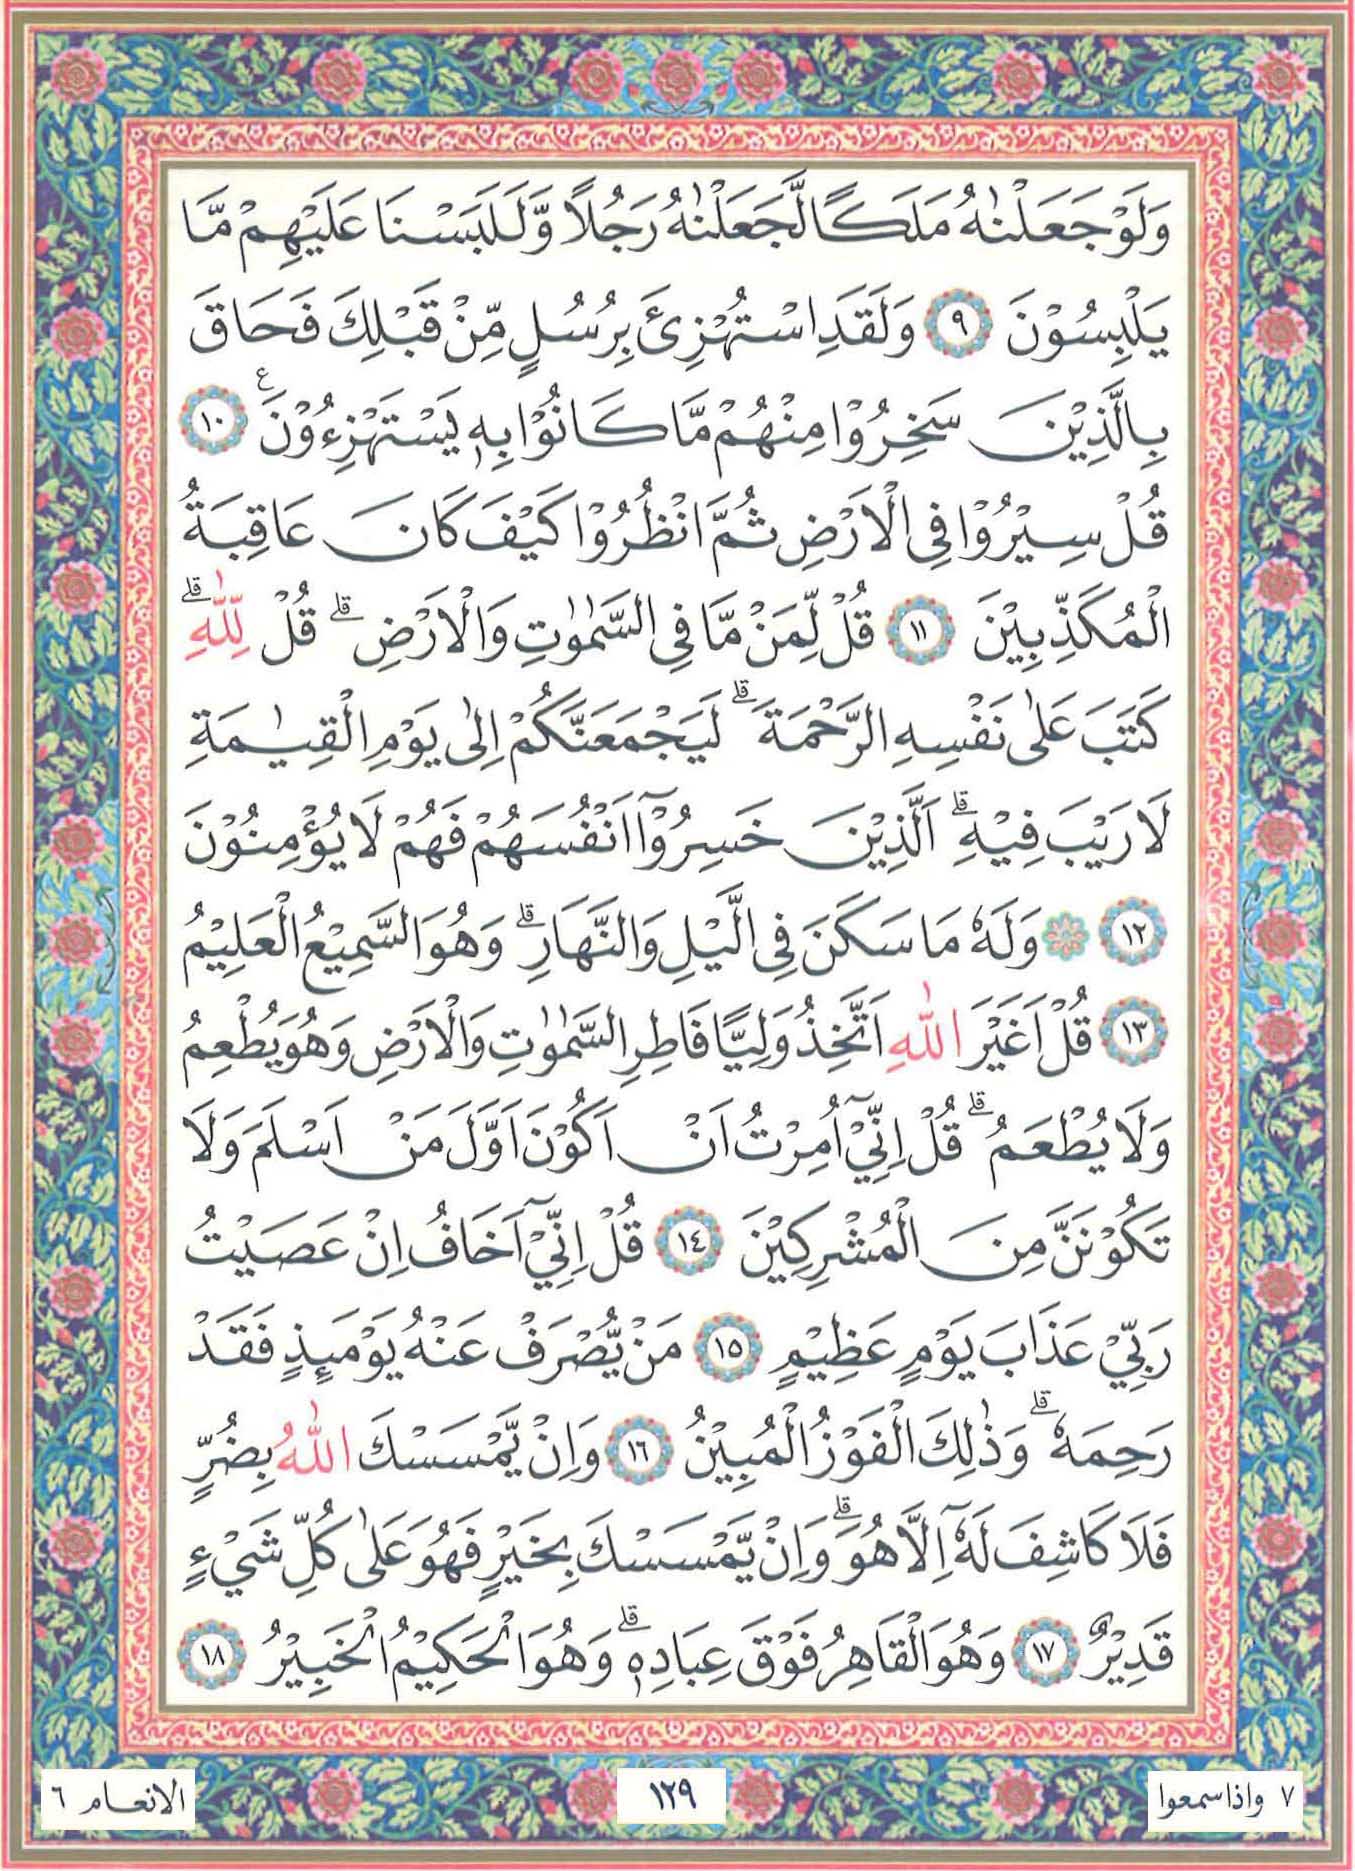 وَلَوْ جَعَلْنٰهُ مَلَكًا لَّجَعَلْنٰهُ رَجُلًا وَّلَلَبَسْنَا عَلَيْهِمْ مَّا
يَلْبِسُوْنَ ٩ وَلَقَدِ اسْتُهْزِئَ بِرُسُلٍ مِّنْ قَبْلِكَ فَحَاقَ
بِالَّذِيْنَ سَخِرُوْا مِنْهُمْ مَّا كَانُوْا بِهٖ يَسْتَهْزِءُوْنَ ࣖ ١٠
قُلْ سِيْرُوْا فِى الْاَرْضِ ثُمَّ انْظُرُوْا كَيْفَ كَانَ عَاقِبَةُ
الْمُكَذِّبِيْنَ ١١ قُلْ لِّمَنْ مَّا فِى السَّمٰوٰتِ وَالْاَرْضِۗ قُلْ لِلّٰهِۗ
كَتَبَ عَلٰى نَفْسِهِ الرَّحْمَةَۗ لَيَجْمَعَنَّكُمْ اِلٰى يَوْمِ الْقِيٰمَةِ
لَا رَيْبَ فِيْهِۗ اَلَّذِيْنَ خَسِرُوْٓا اَنْفُسَهُمْ فَهُمْ لَا يُؤْمِنُوْنَ
١٢ ۞ وَلَهٗ مَا سَكَنَ فِى الَّيْلِ وَالنَّهَارِۗ وَهُوَ السَّمِيْعُ الْعَلِيْمُ
١٣ قُلْ اَغَيْرَ اللّٰهِ اَتَّخِذُ وَلِيًّا فَاطِرِ السَّمٰوٰتِ وَالْاَرْضِ وَهُوَ يُطْعِمُ
وَلَا يُطْعَمُۗ قُلْ اِنِّيْٓ اُمِرْتُ اَنْ اَكُوْنَ اَوَّلَ مَنْ اَسْلَمَ وَلَا
تَكُوْنَنَّ مِنَ الْمُشْرِكِيْنَ ١٤ قُلْ اِنِّيْٓ اَخَافُ اِنْ عَصَيْتُ
رَبِّيْ عَذَابَ يَوْمٍ عَظِيْمٍ ١٥ مَنْ يُّصْرَفْ عَنْهُ يَوْمَىِٕذٍ فَقَدْ
رَحِمَهٗۗ وَذٰلِكَ الْفَوْزُ الْمُبِيْنُ ١٦ وَاِنْ يَّمْسَسْكَ اللّٰهُ بِضُرٍّ
فَلَا كَاشِفَ لَهٗٓ اِلَّا هُوَۗ وَاِنْ يَّمْسَسْكَ بِخَيْرٍ فَهُوَ عَلٰى كُلِّ شَيْءٍ
قَدِيْرٌ ١٧ وَهُوَ الْقَاهِرُ فَوْقَ عِبَادِهٖۗ وَهُوَ الْحَكِيْمُ الْخَبِيْرُ ١٨
٧ واذا سمعوا
١٢٩
الانعام ٦